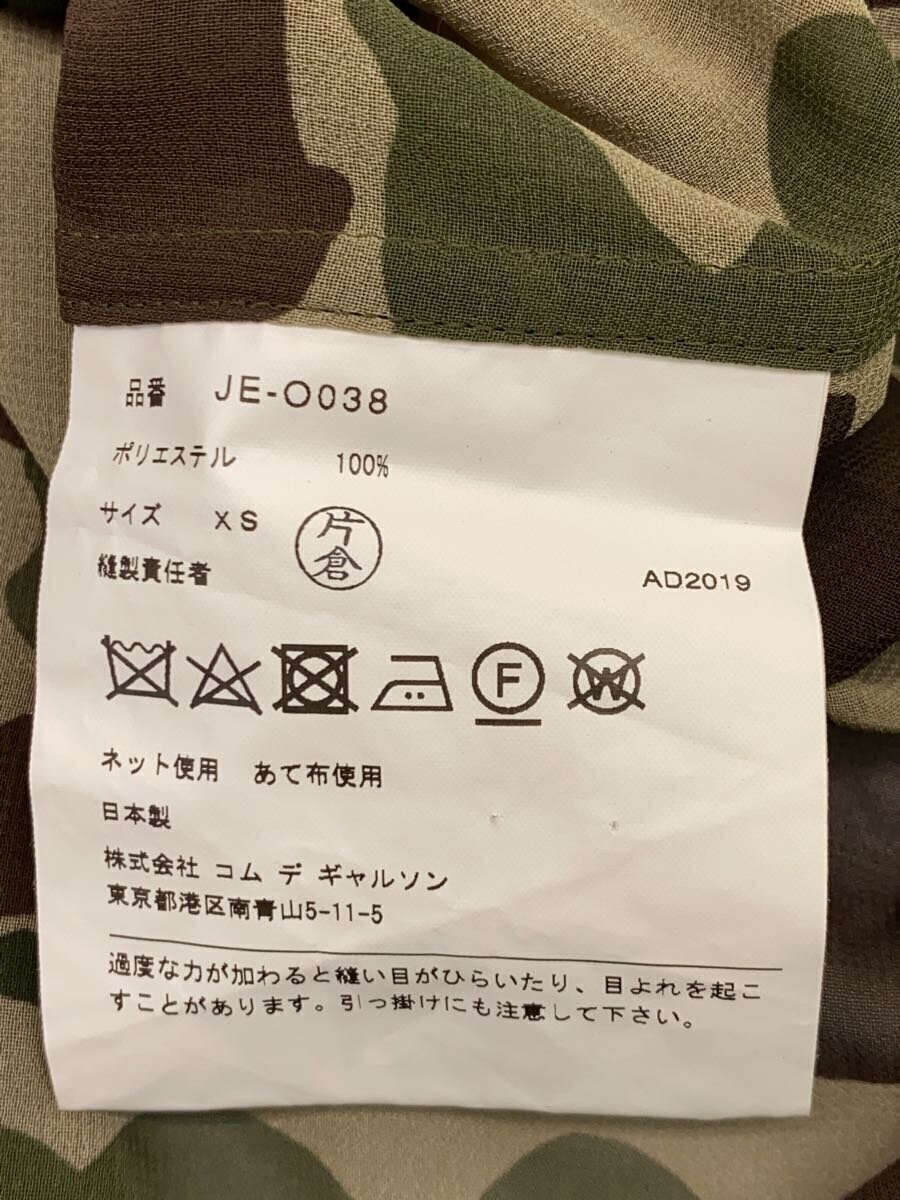 品番 JE-O038
ポリエステル 100%
サイズ XS
片倉
縫製責任者
AD2019
F
W
ネット使用 あて布使用
日本製
株式会社 コム デ ギャルソン
東京都港区南青山5-11-5
過度な力が加わると縫い目がひらいたり、目よれを起こ
すことがあります。引っ掛けにも注意して下さい。